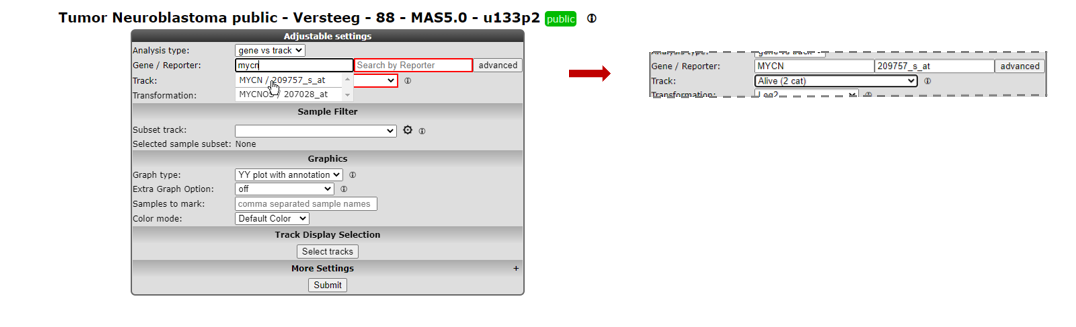 Tumor Neuroblastoma public - Versteeg - 88 - MAS5.0 - u133p2 public
Adjustable settings
Analysis type: gene vs track
Gene / Reporter: mycn Search by Reporter advanced
Track: MYCN / 209757_s_at
Transformation: MYCNOS / 207028_at
Sample Filter
Subset track:
Selected sample subset: None
Graphics
Graph type: YY plot with annotation
Extra Graph Option: off
Samples to mark: comma separated sample names
Color mode: Default Color
Track Display Selection
Select tracks
More Settings +
Submit
Gene / Reporter: MYCN 209757_s_at advanced
Track: Alive (2 cat)
Transformation: Log2